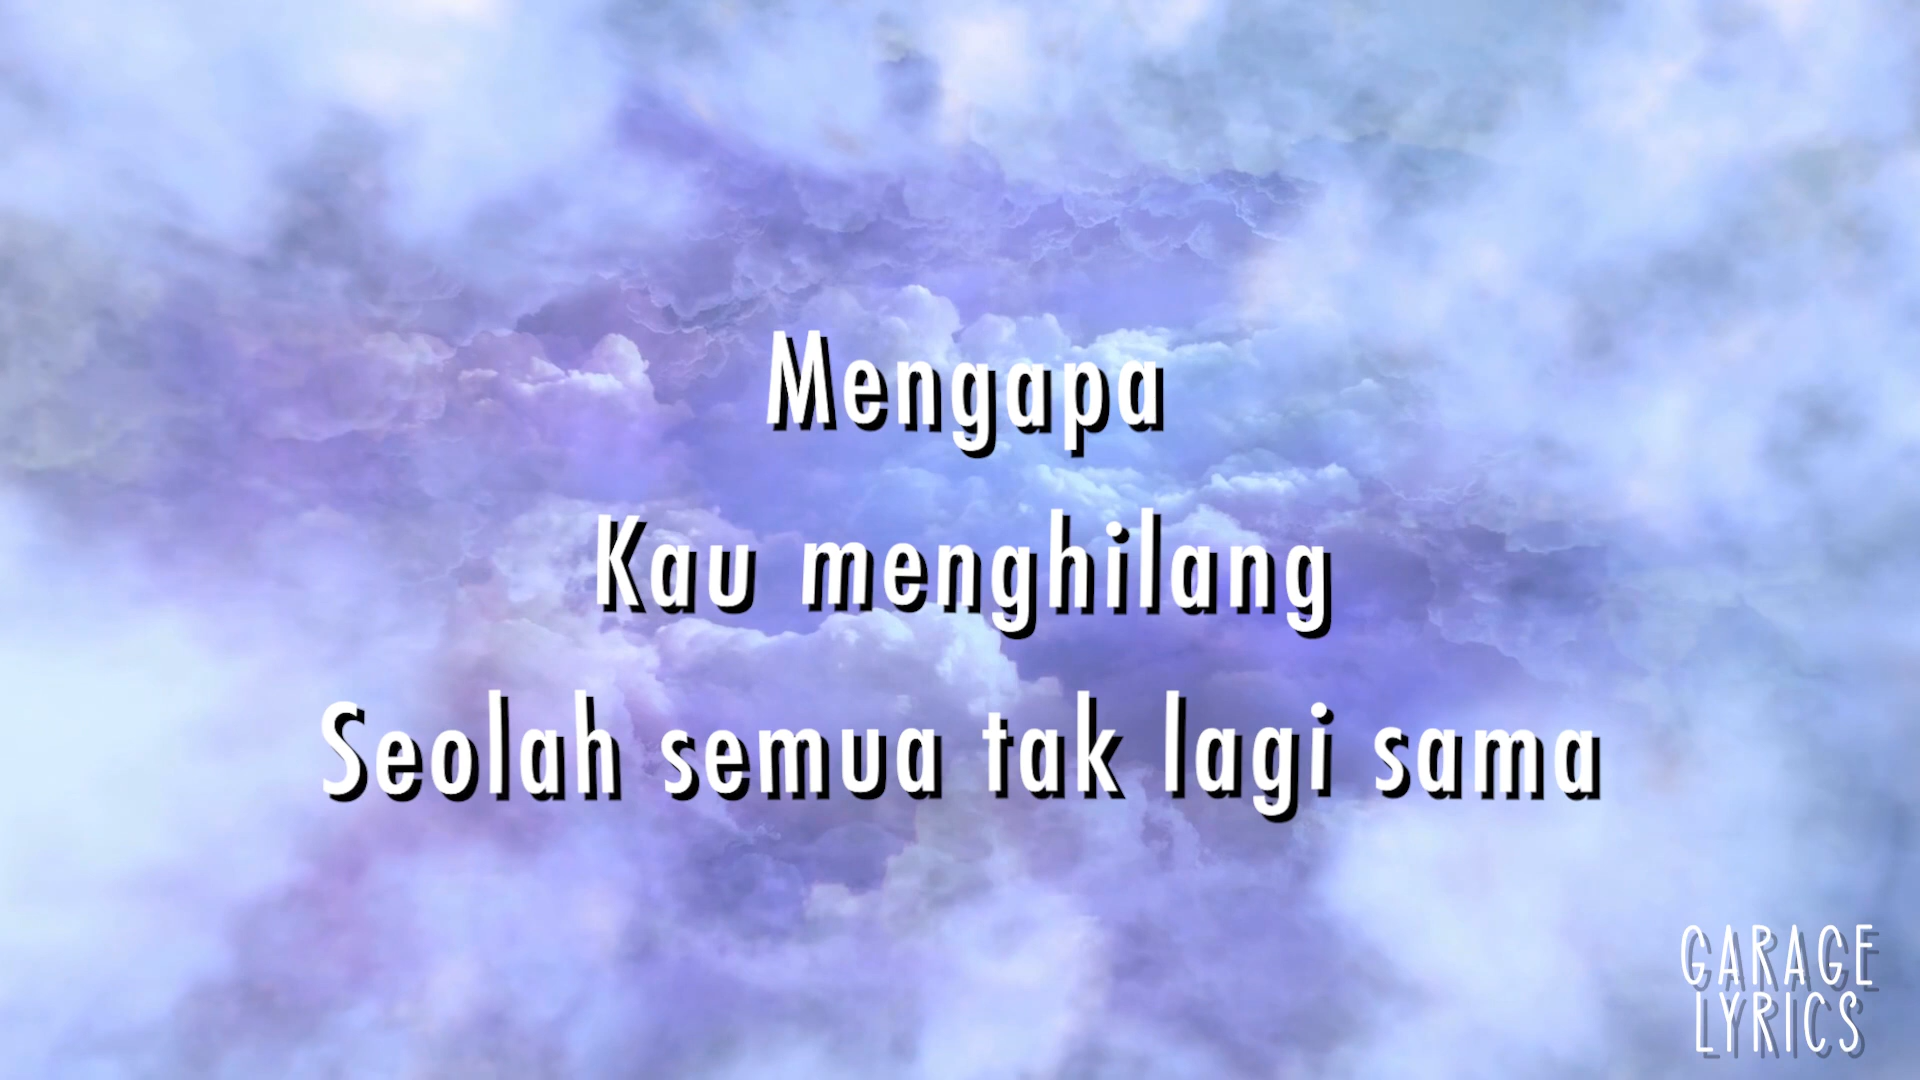 Mengapa
Kau menghilang
Seolah semua tak lagi sama
GARAGE
LYRICS